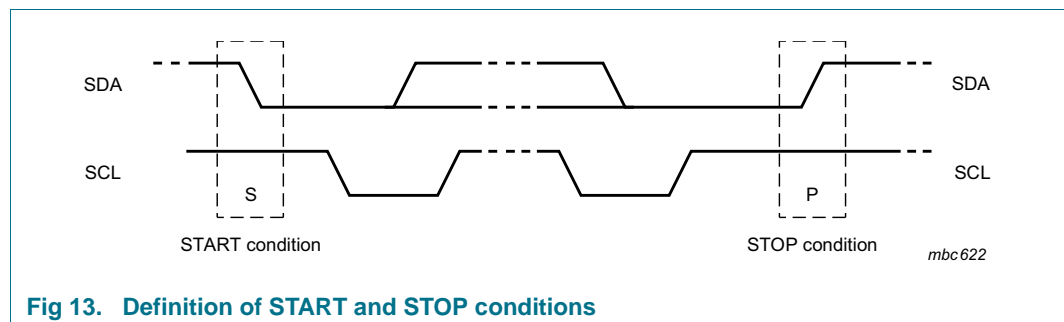 SDA
SDA
SCL
SCL
S
P
START condition
STOP condition
mbc622
Fig 13. Definition of START and STOP conditions